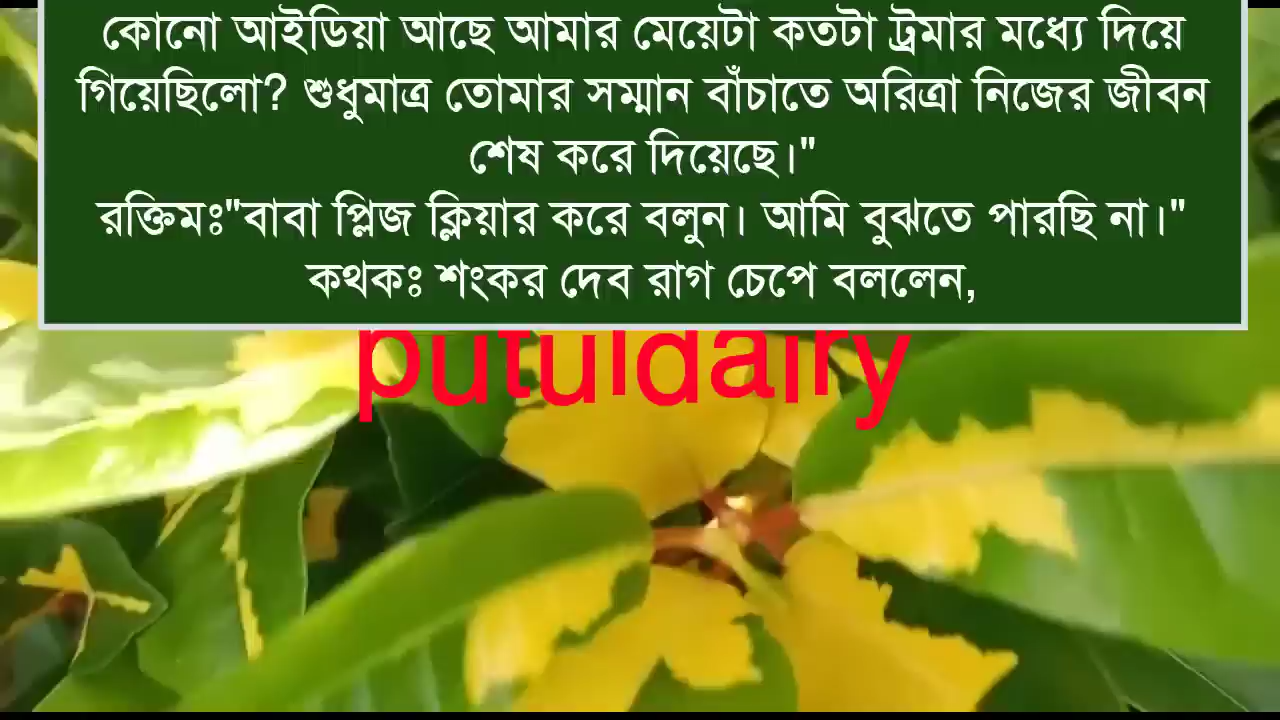 কোনো আইডিয়া আছে আমার মেয়েটা কতটা ট্রমার মধ্যে দিয়ে
গিয়েছিলো? শুধুমাত্র তোমার সম্মান বাঁচাতে অরিত্রা নিজের জীবন
শেষ করে দিয়েছে।"
রক্তিমঃ"বাবা প্লিজ ক্লিয়ার করে বলুন। আমি বুঝতে পারছি না।"
কথকঃ শংকর দেব রাগ চেপে বললেন,
putuldairy